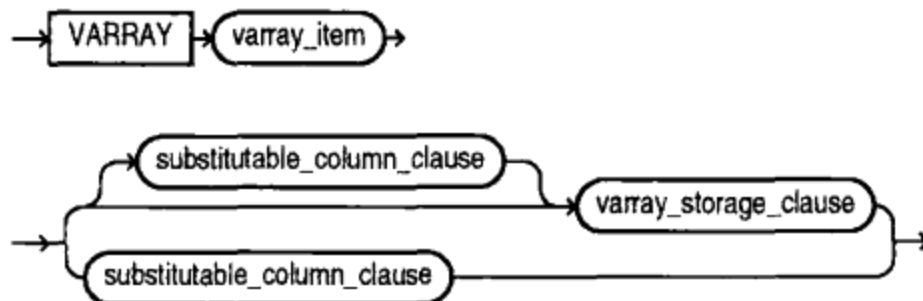 VARRAY varray_item
substitutable_column_clause
varray_storage_clause
substitutable_column_clause